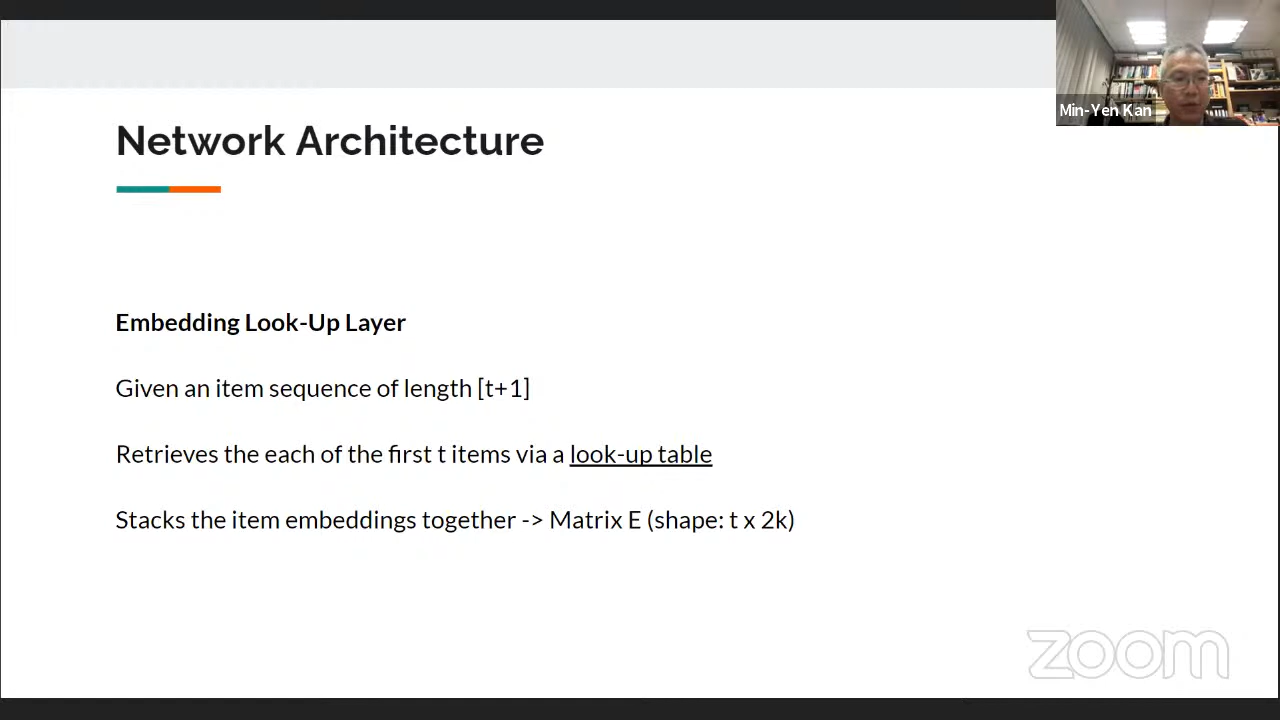 Min-Yen Kan
Network Architecture
Embedding Look-Up Layer
Given an item sequence of length [t+1]
Retrieves the each of the first t items via a look-up table
Stacks the item embeddings together -> Matrix E (shape: t x 2k)
zoom